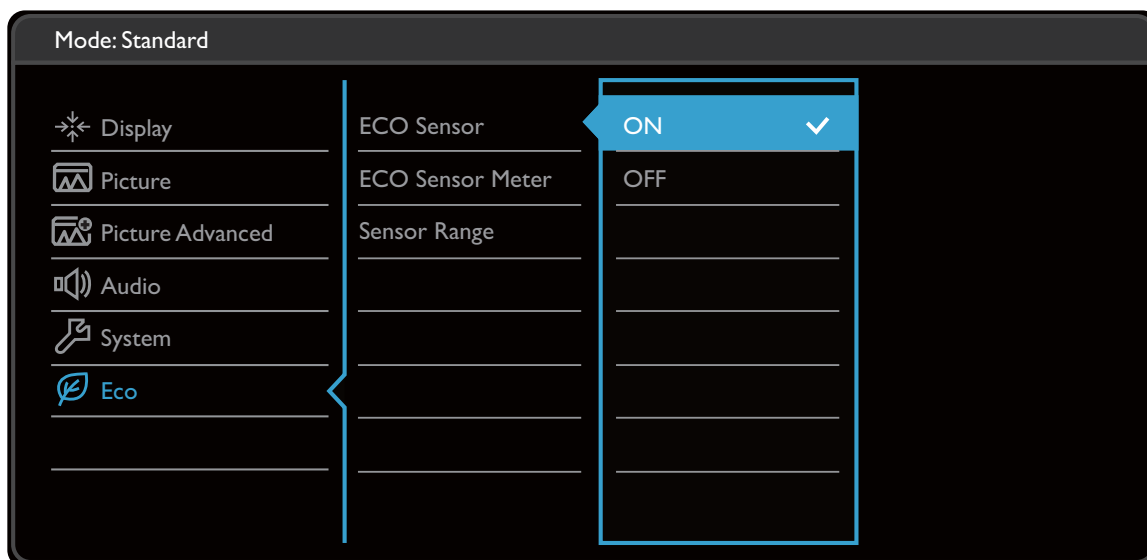 Mode: Standard
Display
Picture
Picture Advanced
Audio
System
Eco
ECO Sensor
ECO Sensor Meter
Sensor Range
ON
OFF